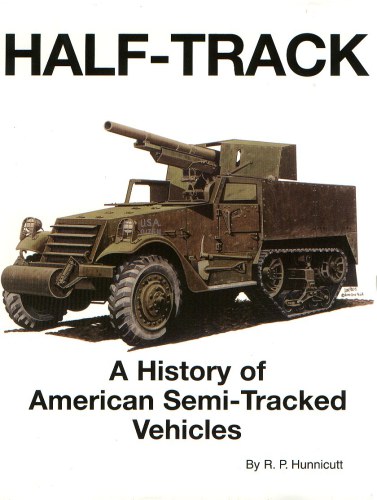 HALF-TRACK
U.S.A.
A History of
American Semi-Tracked
Vehicles
By R. P. Hunnicutt